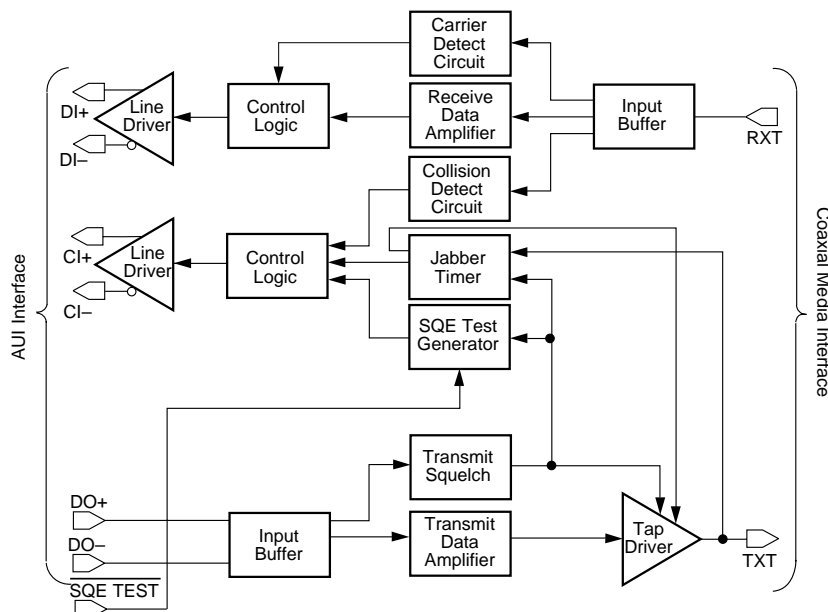 Carrier
Detect
Circuit
DI+
Line
Driver
Control
Logic
Receive
Data
Amplifier
Input
Buffer
RXT
DI–
Collision
Detect
Circuit
CI+
Line
Driver
Control
Logic
Jabber
Timer
CI–
SQE Test
Generator
AUI Interface
Coaxial Media Interface
Transmit
Squelch
DO+
DO–
Input
Buffer
Transmit
Data
Amplifier
Tap
Driver
TXT
SQE TEST